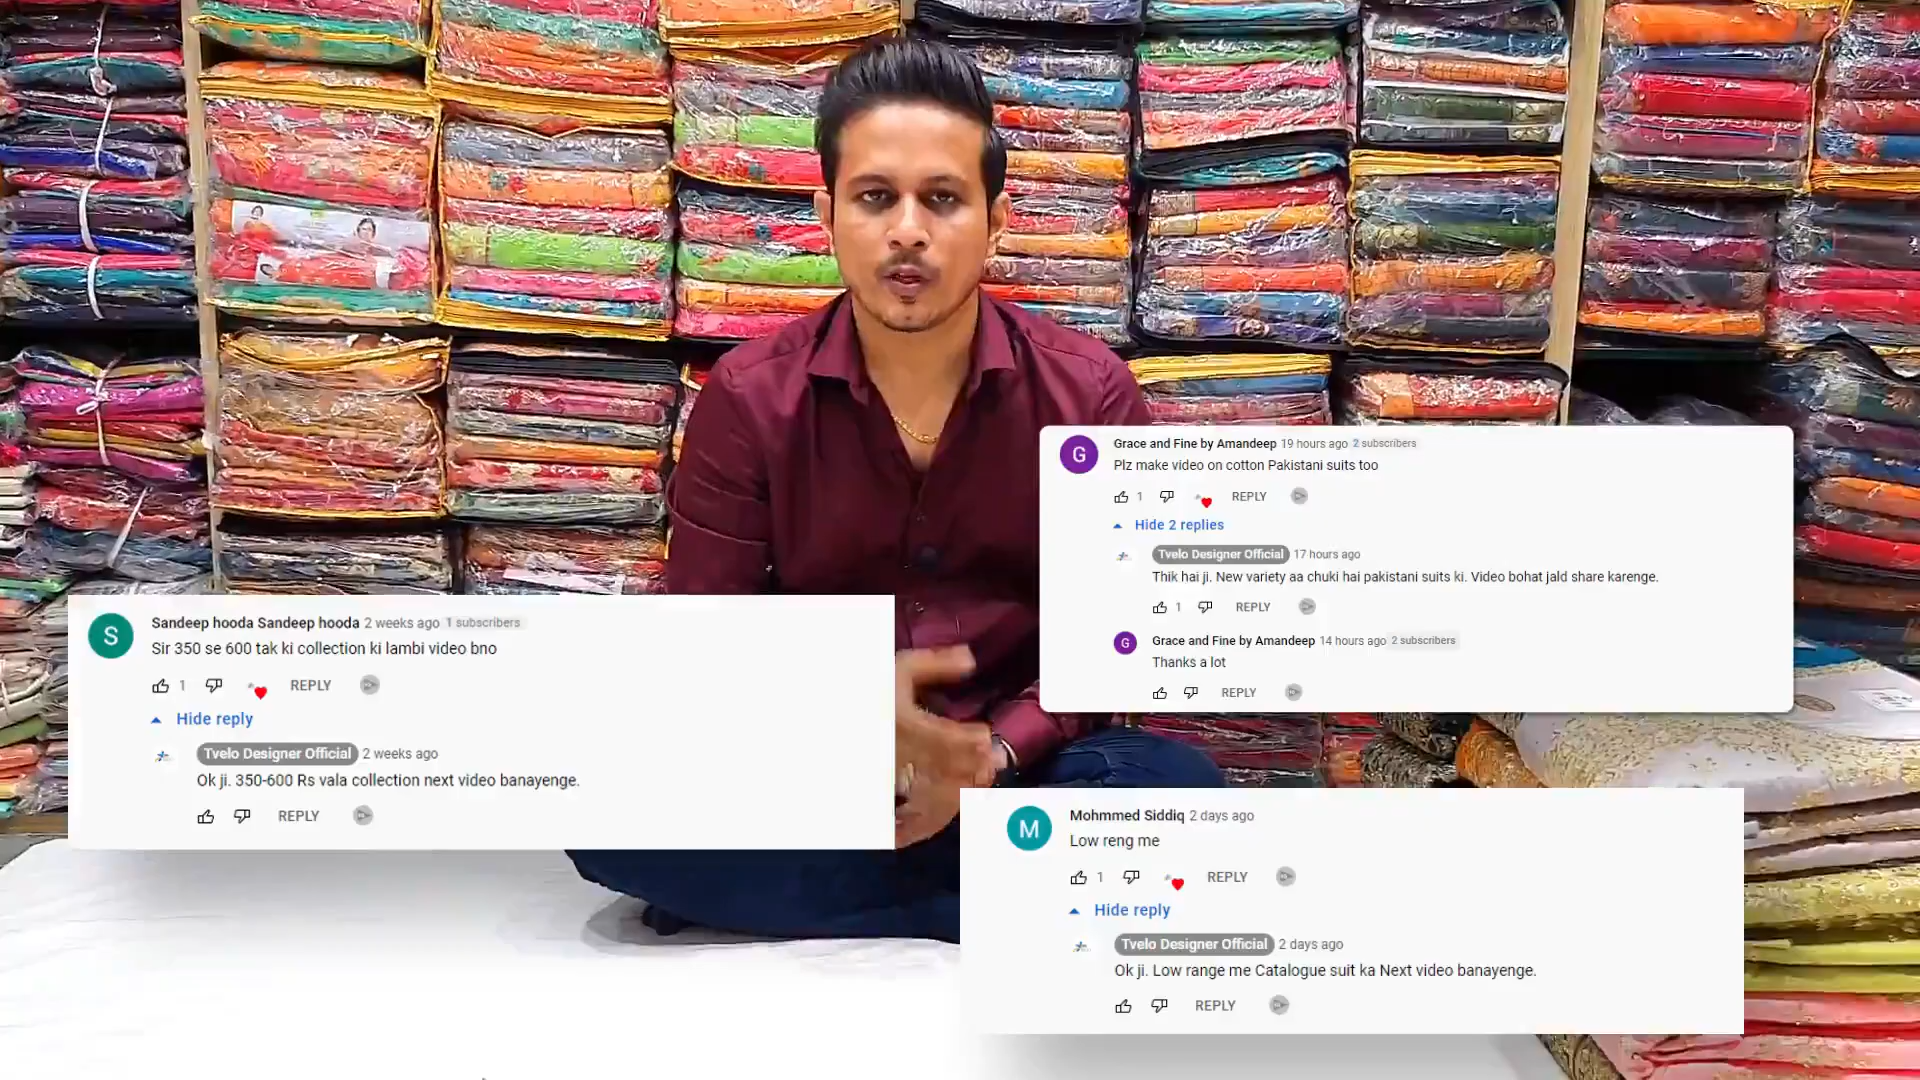 Sandeep hooda Sandeep hooda 2 weeks ago 1 subscribers
Sir 350 se 600 tak ki collection ki lambi video bno
1 REPLY
Hide reply
Tvelo Designer Official 2 weeks ago
Ok ji. 350-600 Rs vala collection next video banayenge.
REPLY
Grace and Fine by Amandeep 19 hours ago 2 subscribers
Plz make video on cotton Pakistani suits too
1 REPLY
Hide 2 replies
Tvelo Designer Official 17 hours ago
Thik hai ji. New variety aa chuki hai pakistani suits ki. Video bohat jald share karenge.
1 REPLY
Grace and Fine by Amandeep 14 hours ago 2 subscribers
Thanks a lot
REPLY
Mohmmed Siddiq 2 days ago
Low reng me
1 REPLY
Hide reply
Tvelo Designer Official 2 days ago
Ok ji. Low range me Catalogue suit ka Next video banayenge.
REPLY
S
G
G
M